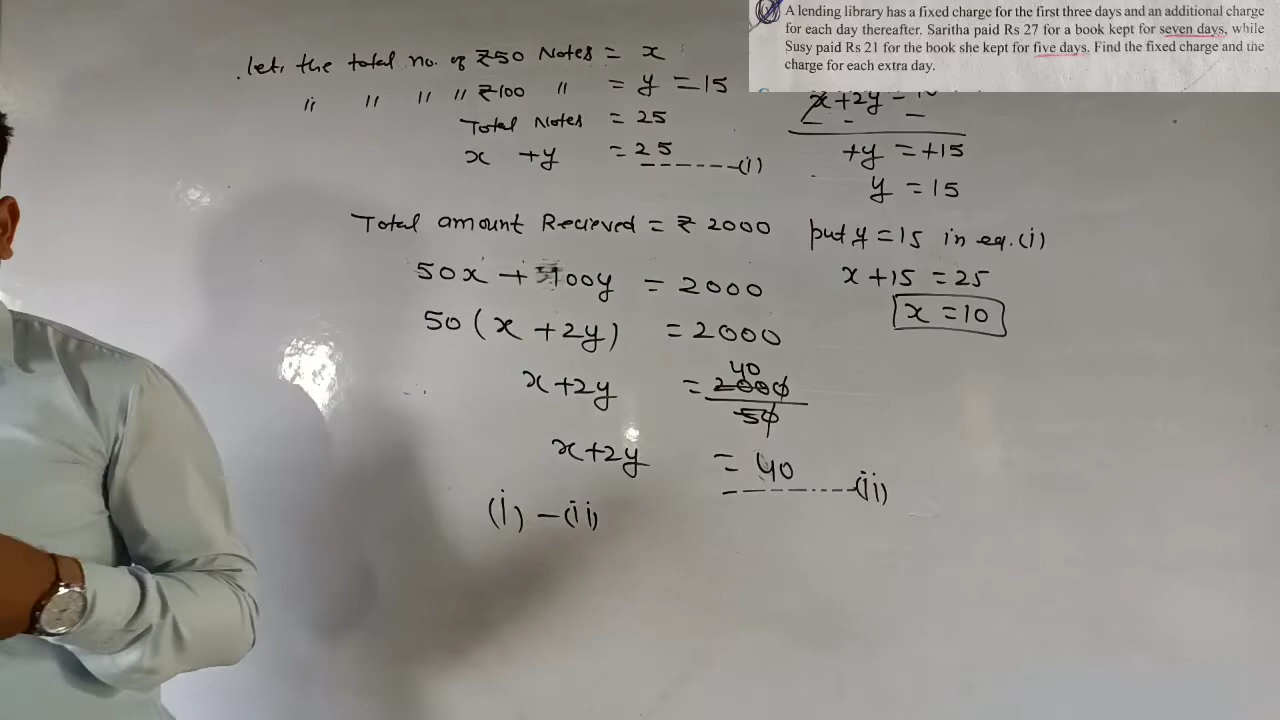 A lending library has a fixed charge for the first three days and an additional charge
for each day thereafter. Saritha paid Rs 27 for a book kept for seven days, while
Susy paid Rs 21 for the book she kept for five days. Find the fixed charge and the
charge for each extra day.
let, the total no. of ₹50 Notes = x
" " " " ₹100 " = y = 15
Total Notes = 25
x + y = 25 -------(i)
Total amount Recieved = ₹ 2000
50x + 100y = 2000
50 (x + 2y) = 2000
40
x+2y = 2000
50
x+2y = 40
---------(ii)
(i) - (ii)
x+2y =
- -
+y = +15
y = 15
put y = 15 in eq. (i)
x + 15 = 25
x = 10